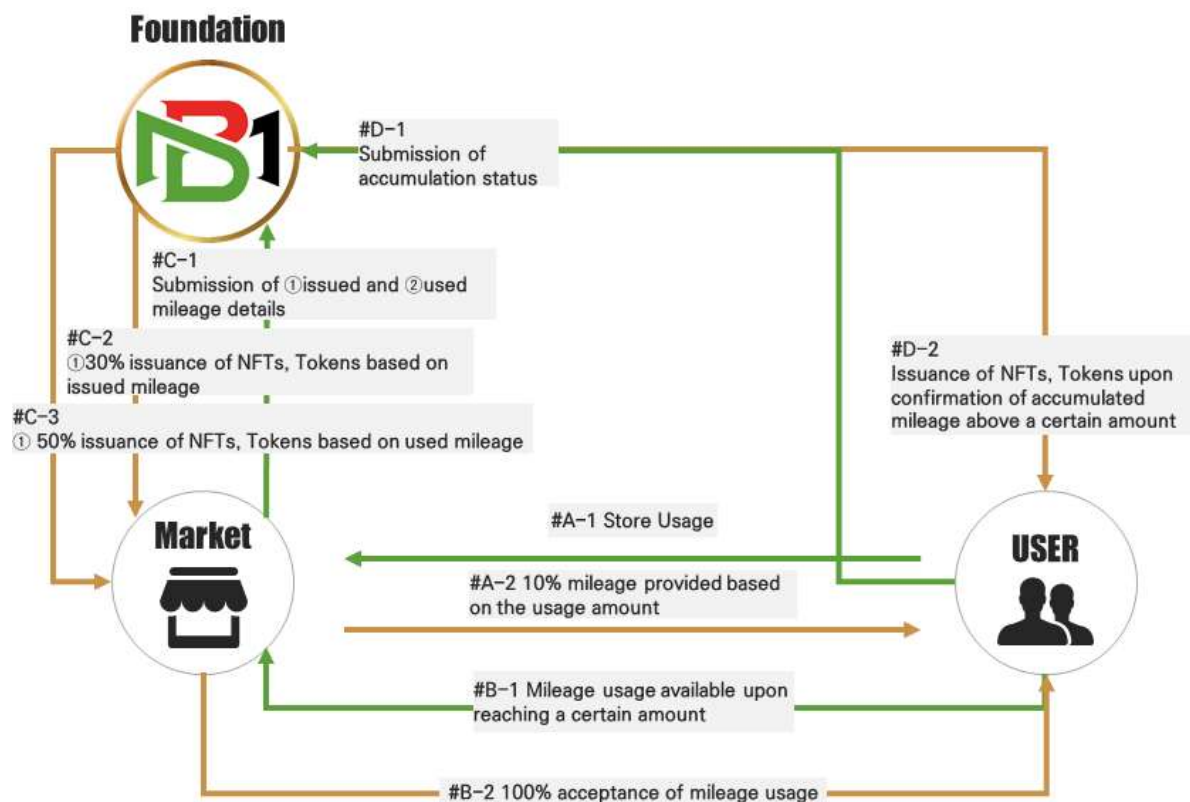 Foundation
NB1
#D-1
Submission of
accumulation status
#C-1
Submission of ①issued and ②used
mileage details
#C-2
①30% issuance of NFTs, Tokens based on
issued mileage
#C-3
① 50% issuance of NFTs, Tokens based on used mileage
#D-2
Issuance of NFTs, Tokens upon
confirmation of accumulated
mileage above a certain amount
Market
#A-1 Store Usage
#A-2 10% mileage provided based
on the usage amount
USER
#B-1 Mileage usage available upon
reaching a certain amount
#B-2 100% acceptance of mileage usage